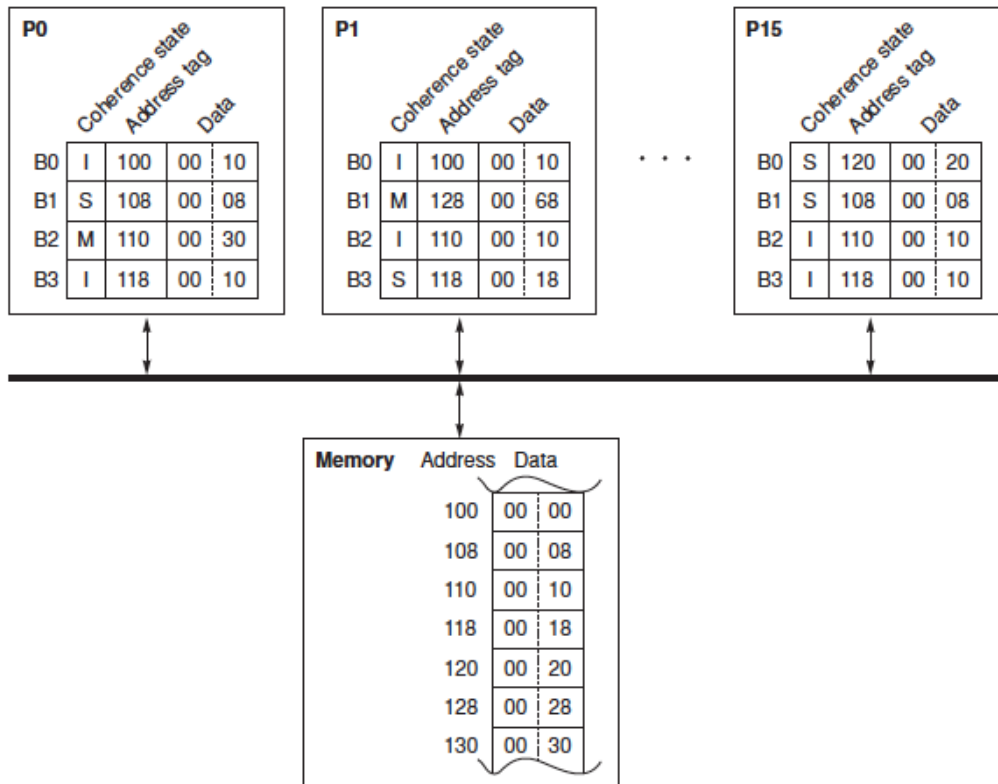 P0 P1 P15
Coherence state Address tag Data Coherence state Address tag Data Coherence state Address tag Data
B0 I 100 00 10 B0 I 100 00 10 . . . B0 S 120 00 20
B1 S 108 00 08 B1 M 128 00 68 B1 S 108 00 08
B2 M 110 00 30 B2 I 110 00 10 B2 I 110 00 10
B3 I 118 00 10 B3 S 118 00 18 B3 I 118 00 10
Memory Address Data
100 00 00
108 00 08
110 00 10
118 00 18
120 00 20
128 00 28
130 00 30